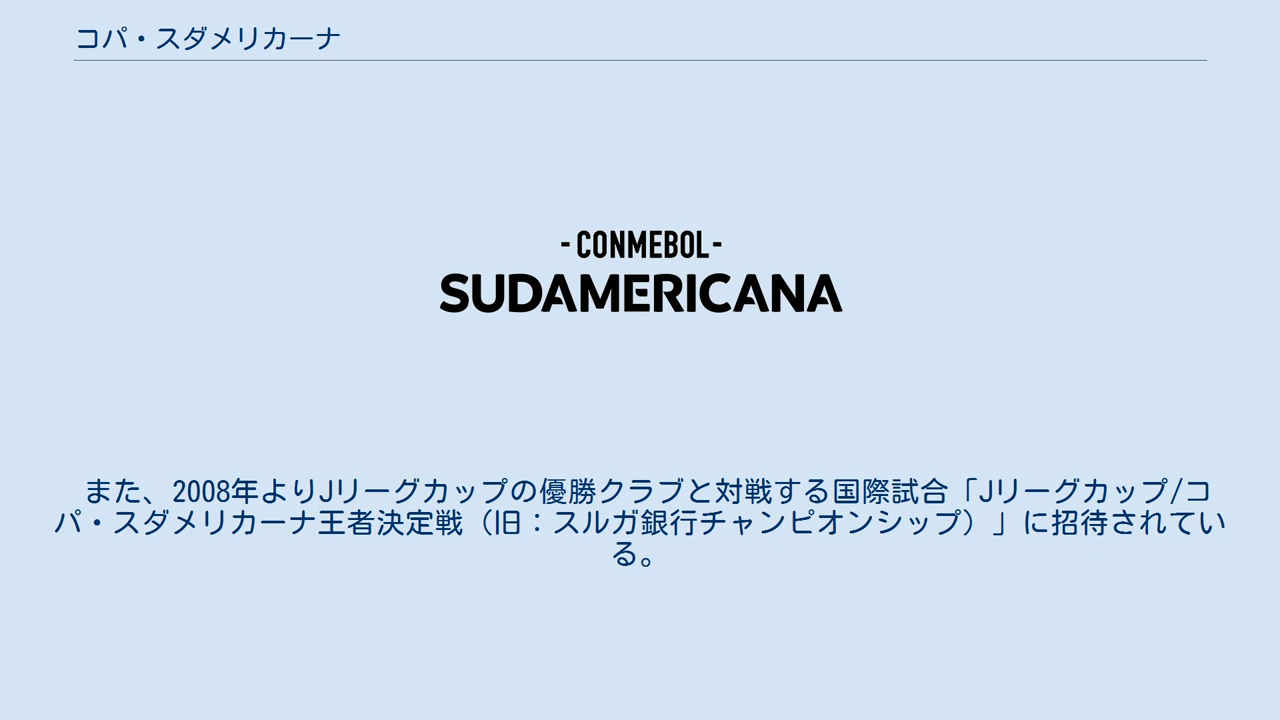 コパ・スダメリカーナ
-CONMEBOL-
SUDAMERICANA
また、2008年よりJリーグカップの優勝クラブと対戦する国際試合「Jリーグカップ/コ
パ・スダメリカーナ王者決定戦（旧：スルガ銀行チャンピオンシップ）」に招待されてい
る。